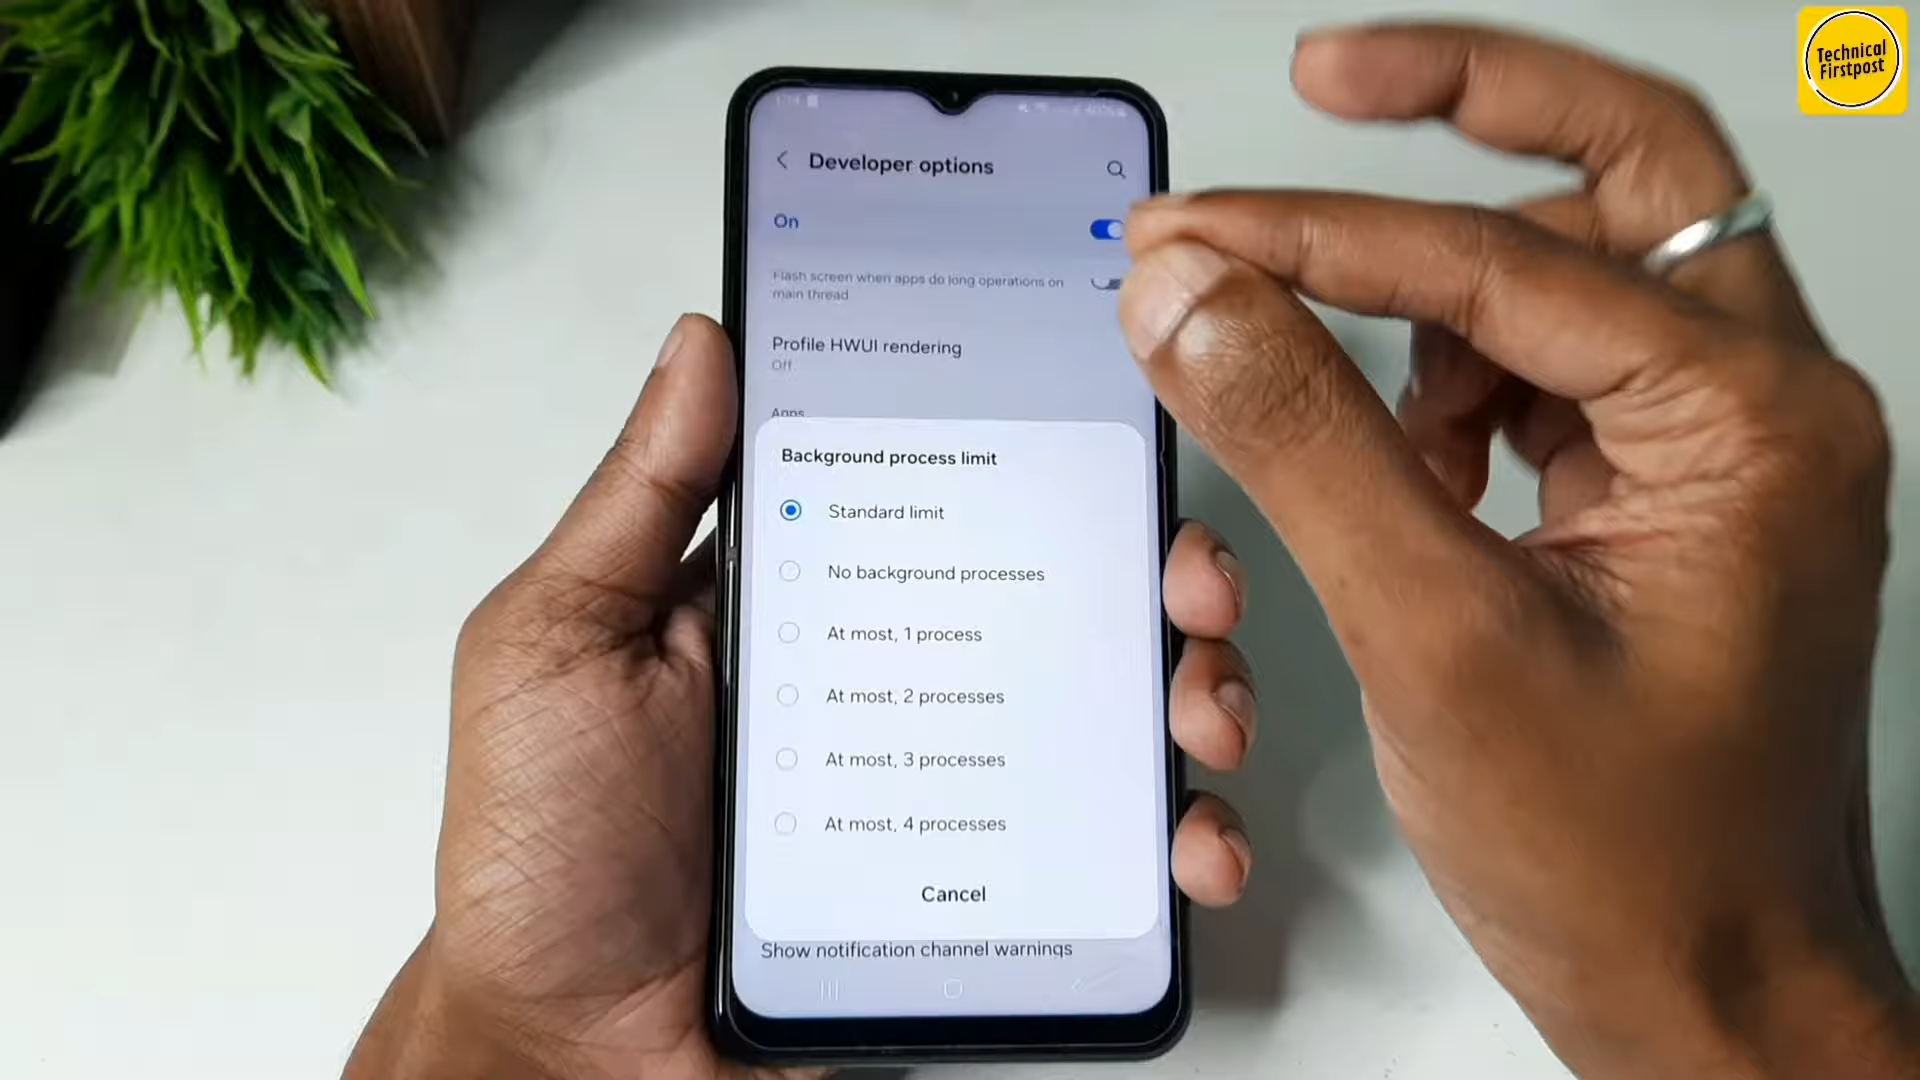 Technical
Firstpost
Developer options
On
Flash screen when apps do long operations on
main thread
Profile HWUI rendering
Off
Apps
Background process limit
Standard limit
No background processes
At most, 1 process
At most, 2 processes
At most, 3 processes
At most, 4 processes
Cancel
Show notification channel warnings